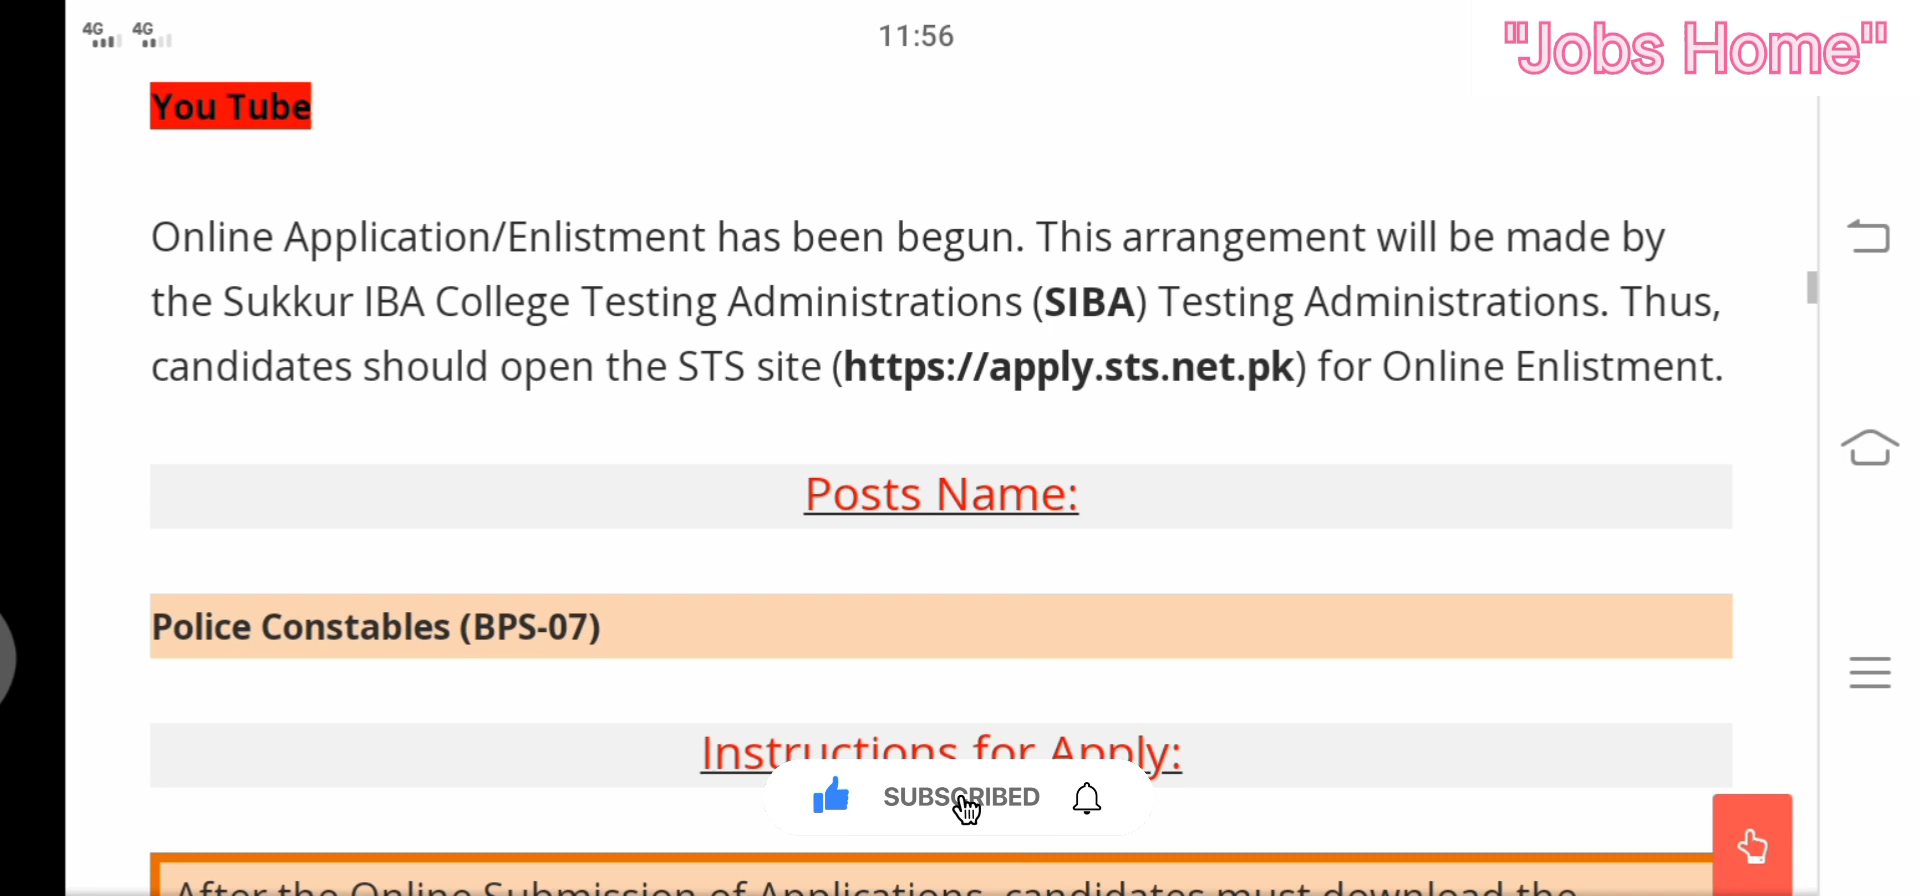 4G 4G 11:56 "Jobs Home"
You Tube
Online Application/Enlistment has been begun. This arrangement will be made by
the Sukkur IBA College Testing Administrations (SIBA) Testing Administrations. Thus,
candidates should open the STS site (https://apply.sts.net.pk) for Online Enlistment.
Posts Name:
Police Constables (BPS-07)
Instructions for Apply:
SUBSCRIBED
After the Online Submission of Applications, candidates must download the